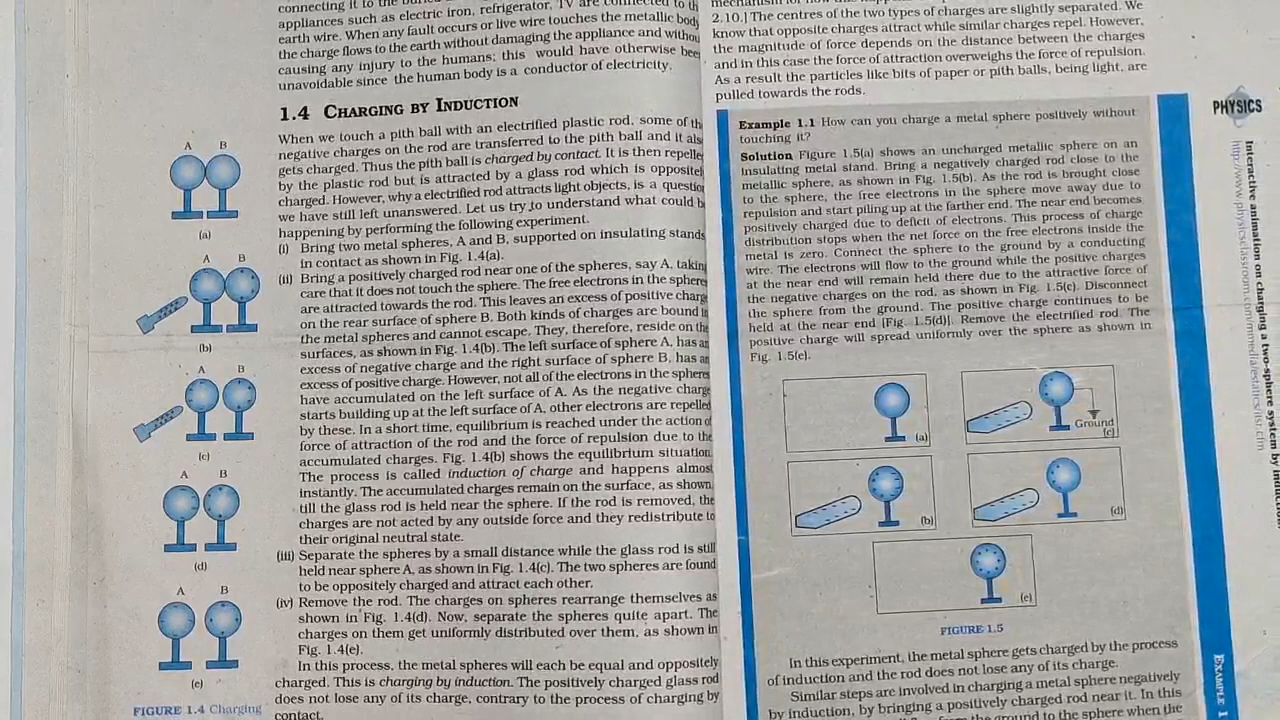 connecting it to the
appliances such as electric iron, refrigerator, TV are connected to th
earth wire. When any fault occurs or live wire touches the metallic body
the charge flows to the earth without damaging the appliance and withou
causing any injury to the humans; this would have otherwise bee
unavoidable since the human body is a conductor of electricity.
1.4 CHARGING BY INDUCTION
When we touch a pith ball with an electrified plastic rod, some of the
negative charges on the rod are transferred to the pith ball and it als
gets charged. Thus the pith ball is charged by contact. It is then repelle
by the plastic rod but is attracted by a glass rod which is oppositel
charged. However, why a electrified rod attracts light objects, is a question
we have still left unanswered. Let us try to understand what could b
happening by performing the following experiment.
(i) Bring two metal spheres, A and B, supported on insulating stands
in contact as shown in Fig. 1.4(a).
(ii) Bring a positively charged rod near one of the spheres, say A, taking
care that it does not touch the sphere. The free electrons in the sphere
are attracted towards the rod. This leaves an excess of positive charg
on the rear surface of sphere B. Both kinds of charges are bound in
the metal spheres and cannot escape. They, therefore, reside on the
surfaces, as shown in Fig. 1.4(b). The left surface of sphere A, has an
excess of negative charge and the right surface of sphere B, has an
excess of positive charge. However, not all of the electrons in the spheres
have accumulated on the left surface of A. As the negative charge
starts building up at the left surface of A, other electrons are repelled
by these. In a short time, equilibrium is reached under the action of
force of attraction of the rod and the force of repulsion due to the
accumulated charges. Fig. 1.4(b) shows the equilibrium situation.
The process is called induction of charge and happens almost
instantly. The accumulated charges remain on the surface, as shown,
till the glass rod is held near the sphere. If the rod is removed, the
charges are not acted by any outside force and they redistribute to
their original neutral state.
(iii) Separate the spheres by a small distance while the glass rod is still
held near sphere A, as shown in Fig. 1.4(c). The two spheres are found
to be oppositely charged and attract each other.
(iv) Remove the rod. The charges on spheres rearrange themselves as
shown in Fig. 1.4(d). Now, separate the spheres quite apart. The
charges on them get uniformly distributed over them, as shown in
Fig. 1.4(e).
In this process, the metal spheres will each be equal and oppositely
charged. This is charging by induction. The positively charged glass rod
does not lose any of its charge, contrary to the process of charging by
contact.
A B
(a)
A B
(b)
A B
(c)
A B
(d)
A B
(e)
FIGURE 1.4 Charging
2.10.] The centres of the two types of charges are slightly separated. We
know that opposite charges attract while similar charges repel. However,
the magnitude of force depends on the distance between the charges
and in this case the force of attraction overweighs the force of repulsion.
As a result the particles like bits of paper or pith balls, being light, are
pulled towards the rods.
Example 1.1 How can you charge a metal sphere positively without
touching it?
Solution Figure 1.5(a) shows an uncharged metallic sphere on an
insulating metal stand. Bring a negatively charged rod close to the
metallic sphere, as shown in Fig. 1.5(b). As the rod is brought close
to the sphere, the free electrons in the sphere move away due to
repulsion and start piling up at the farther end. The near end becomes
positively charged due to deficit of electrons. This process of charge
distribution stops when the net force on the free electrons inside the
metal is zero. Connect the sphere to the ground by a conducting
wire. The electrons will flow to the ground while the positive charges
at the near end will remain held there due to the attractive force of
the negative charges on the rod, as shown in Fig. 1.5(c). Disconnect
the sphere from the ground. The positive charge continues to be
held at the near end [Fig. 1.5(d)]. Remove the electrified rod. The
positive charge will spread uniformly over the sphere as shown in
Fig. 1.5(e).
(a)
Ground
(c)
(b)
(d)
(e)
FIGURE 1.5
In this experiment, the metal sphere gets charged by the process
of induction and the rod does not lose any of its charge.
Similar steps are involved in charging a metal sphere negatively
by induction, by bringing a positively charged rod near it. In this
the ground to the sphere when the
PHYSICS
Interactive animation on charging a two-sphere system by
EXAMPLE 1